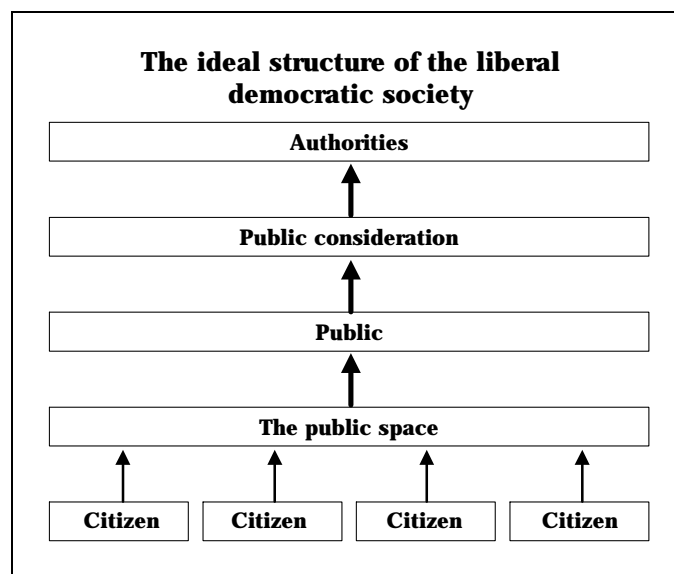 The ideal structure of the liberal
democratic society
Authorities
Public consideration
Public
The public space
Citizen
Citizen
Citizen
Citizen